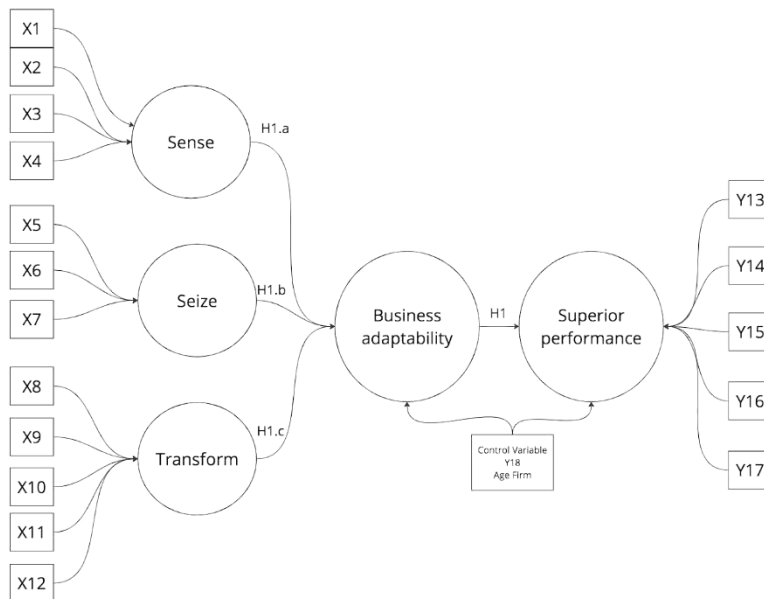 X1
X2
X3
X4
Sense
H1.a
X5
X6
X7
Seize
H1.b
X8
X9
X10
X11
X12
Transform
H1.c
Business
adaptability
H1
Superior
performance
Control Variable
Y18
Age Firm
Y13
Y14
Y15
Y16
Y17